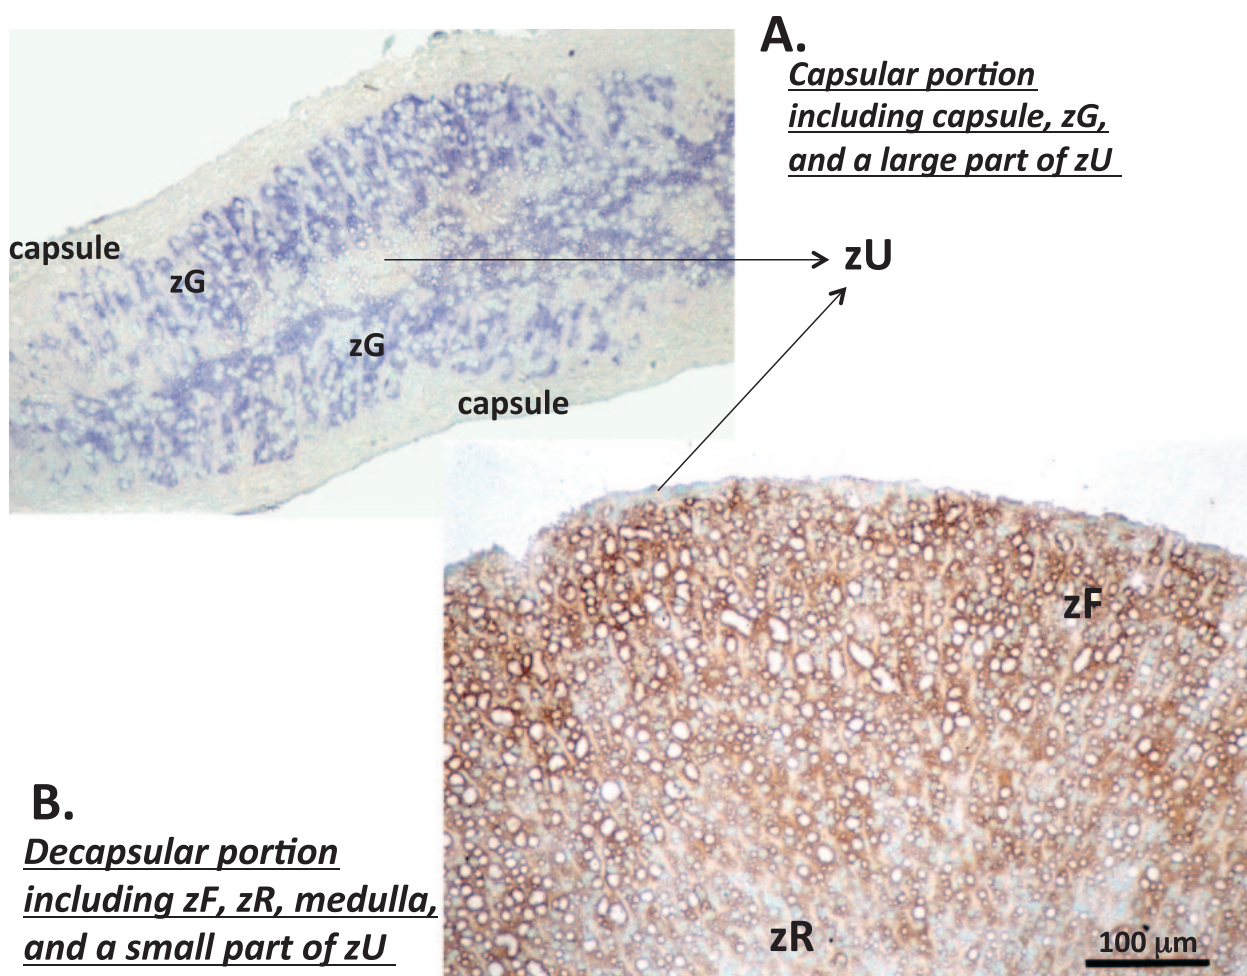 A.
Capsular portion
including capsule, zG,
and a large part of zU
capsule
zG
zU
zG
capsule
zF
B.
Decapsular portion
including zF, zR, medulla,
and a small part of zU
zR
100 μm